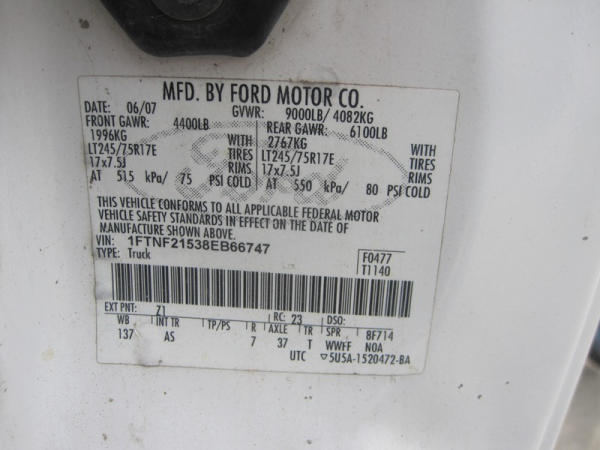 MFD. BY FORD MOTOR CO.
DATE: 06/07 GVWR: 9000LB/ 4082KG
FRONT GAWR: 4400LB REAR GAWR: 6100LB
1996KG WITH 2767KG WITH
LT245/75R17E TIRES LT245/75R17E TIRES
17x7.5J RIMS 17x7.5J RIMS
AT 515 kPa/ 75 PSI COLD AT 550 kPa/ 80 PSI COLD
Ford
THIS VEHICLE CONFORMS TO ALL APPLICABLE FEDERAL MOTOR
VEHICLE SAFETY STANDARDS IN EFFECT ON THE DATE OF
MANUFACTURE SHOWN ABOVE.
VIN: 1FTNF21538EB66747 F0477
TYPE: Truck T1140
EXT PNT: Z1 RC: 23 DSO:
WB INT TR TP/PS R AXLE TR SPR 8F714
137 AS 7 37 T WWFF NOA
UTC ▽5U5A-1520472-BA